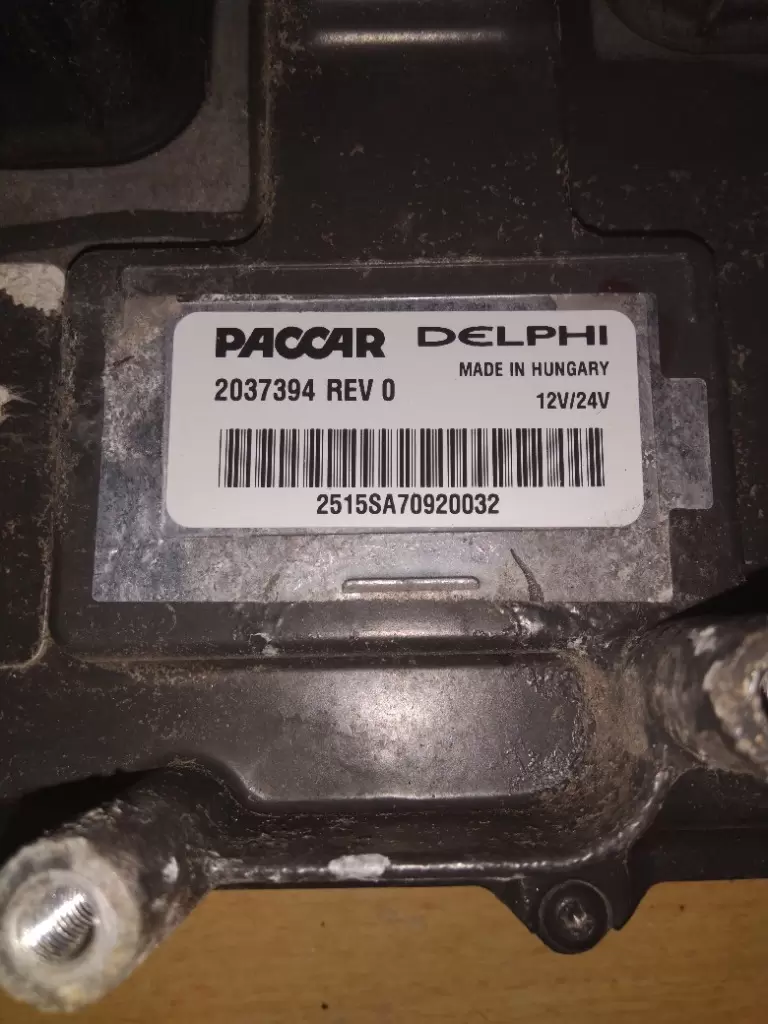 PACCAR DELPHI
MADE IN HUNGARY
2037394 REV 0
12V/24V
2515SA70920032